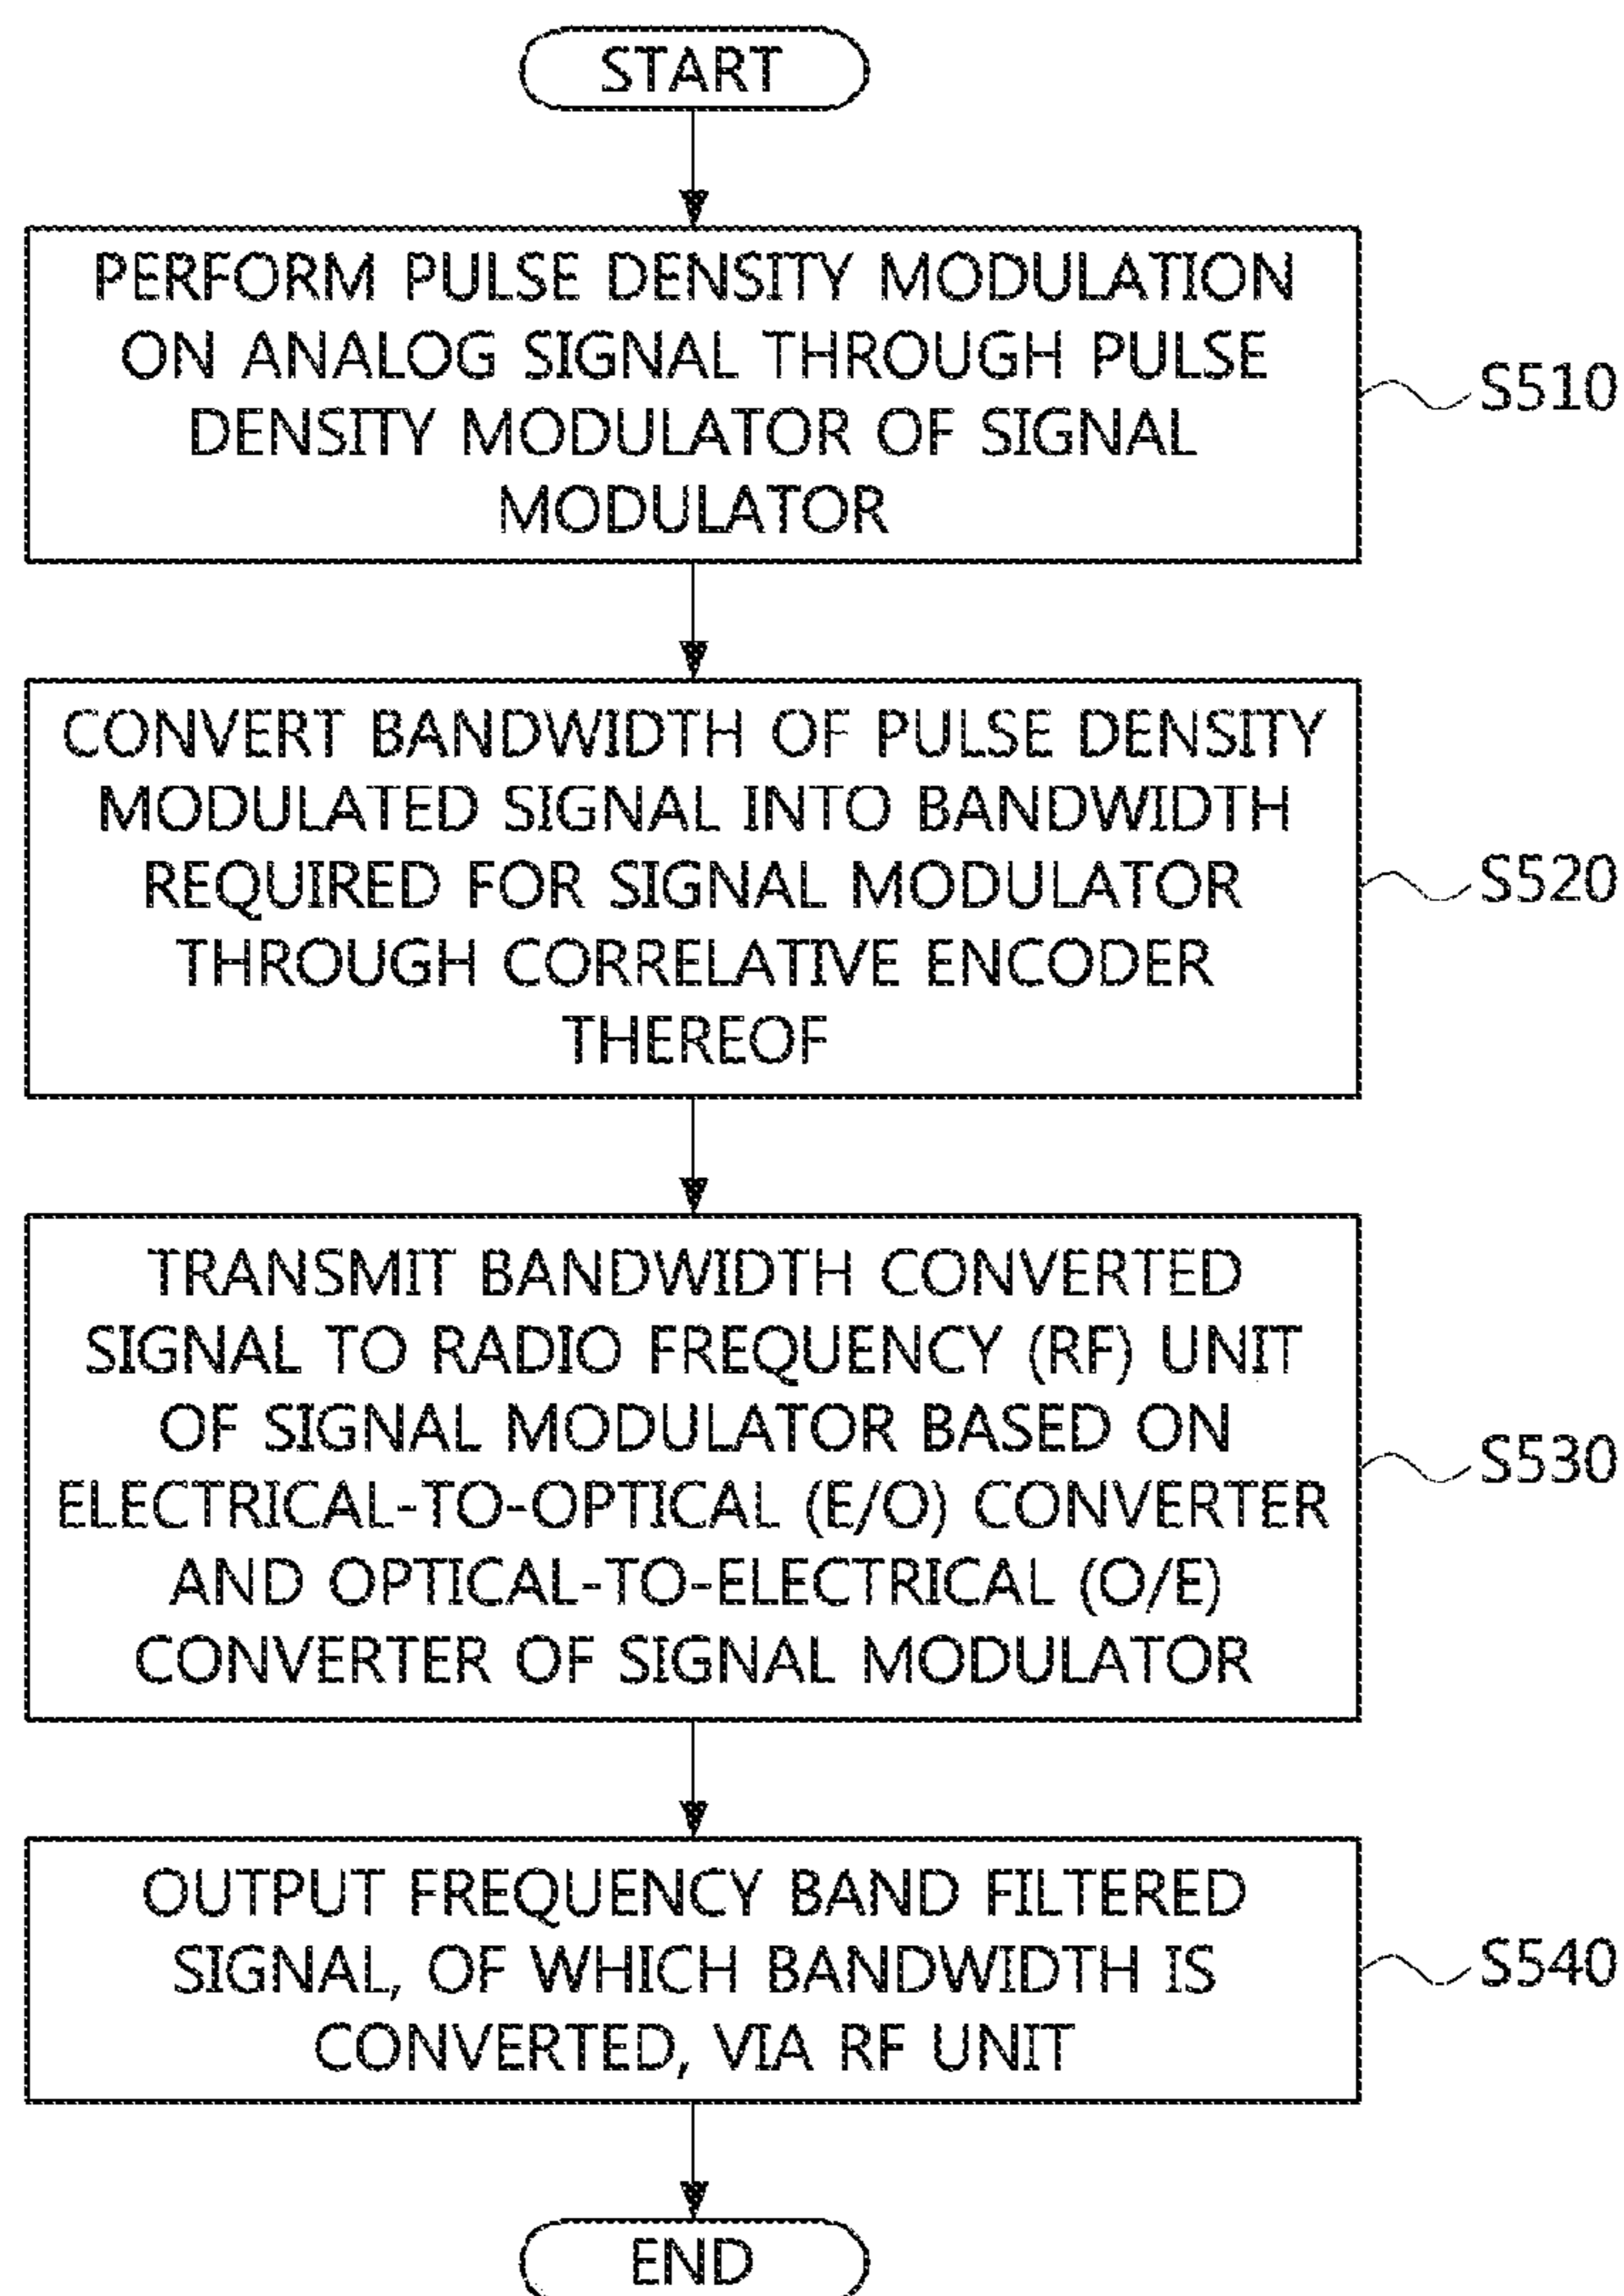 START
PERFORM PULSE DENSITY MODULATION
ON ANALOG SIGNAL THROUGH PULSE
DENSITY MODULATOR OF SIGNAL
MODULATOR
S510
CONVERT BANDWIDTH OF PULSE DENSITY
MODULATED SIGNAL INTO BANDWIDTH
REQUIRED FOR SIGNAL MODULATOR
THROUGH CORRELATIVE ENCODER
THEREOF
S520
TRANSMIT BANDWIDTH CONVERTED
SIGNAL TO RADIO FREQUENCY (RF) UNIT
OF SIGNAL MODULATOR BASED ON
ELECTRICAL-TO-OPTICAL (E/O) CONVERTER
AND OPTICAL-TO-ELECTRICAL (O/E)
CONVERTER OF SIGNAL MODULATOR
S530
OUTPUT FREQUENCY BAND FILTERED
SIGNAL, OF WHICH BANDWIDTH IS
CONVERTED, VIA RF UNIT
S540
END